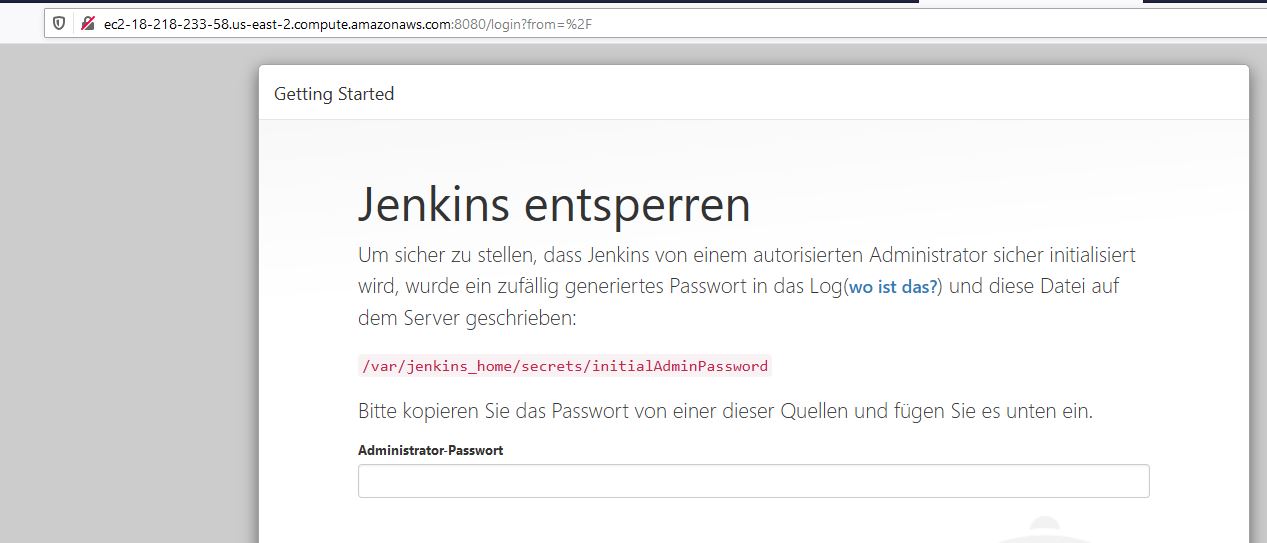 ec2-18-218-233-58.us-east-2.compute.amazonaws.com:8080/login?from=%2F
Getting Started
Jenkins entsperren
Um sicher zu stellen, dass Jenkins von einem autorisierten Administrator sicher initialisiert
wird, wurde ein zufällig generiertes Passwort in das Log(wo ist das?) und diese Datei auf
dem Server geschrieben:
/var/jenkins_home/secrets/initialAdminPassword
Bitte kopieren Sie das Passwort von einer dieser Quellen und fügen Sie es unten ein.
Administrator-Passwort